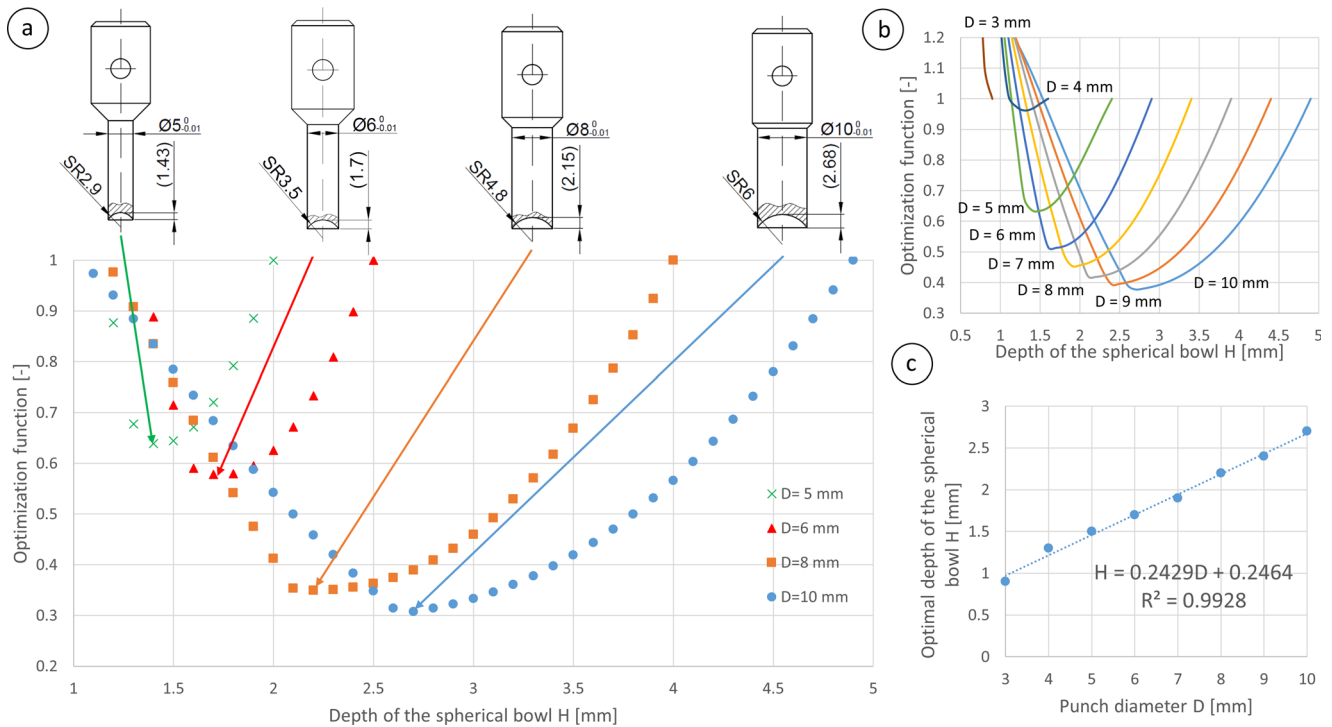 a
Ø5 0 -0.01
(1.43)
SR2.9
Ø6 0 -0.01
(1.7)
SR3.5
Ø8 0 -0.01
(2.15)
SR4.8
Ø10 0 -0.01
(2.68)
SR6
Optimization function [-]
1
0.9
0.8
0.7
0.6
0.5
0.4
0.3
0.2
1
1.5
2
2.5
3
3.5
4
4.5
5
Depth of the spherical bowl H [mm]
D= 5 mm
D=6 mm
D=8 mm
D=10 mm
b
Optimization function [-]
1.2
1.1
1
0.9
0.8
0.7
0.6
0.5
0.4
0.3
D = 3 mm
D = 4 mm
D = 5 mm
D = 6 mm
D = 7 mm
D = 8 mm
D = 9 mm
D = 10 mm
0.5
1
1.5
2
2.5
3
3.5
4
4.5
5
Depth of the spherical bowl H [mm]
c
Optimal depth of the spherical
bowl H [mm]
3
2.5
2
1.5
1
0.5
0
H = 0.2429D + 0.2464
R² = 0.9928
3
4
5
6
7
8
9
10
Punch diameter D [mm]